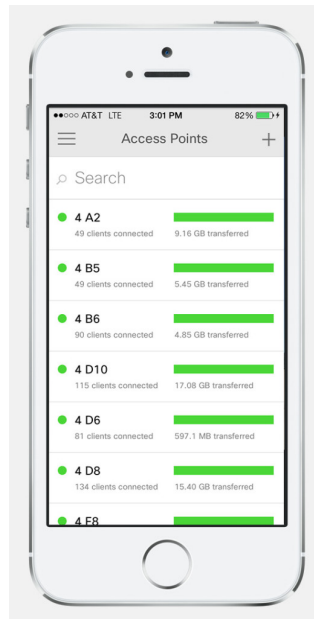 AT&T LTE 3:01 PM 82%
Access Points
Search
4 A2
49 clients connected 9.16 GB transferred
4 B5
49 clients connected 5.45 GB transferred
4 B6
90 clients connected 4.85 GB transferred
4 D10
115 clients connected 17.08 GB transferred
4 D6
81 clients connected 597.1 MB transferred
4 D8
134 clients connected 15.40 GB transferred
4 E8